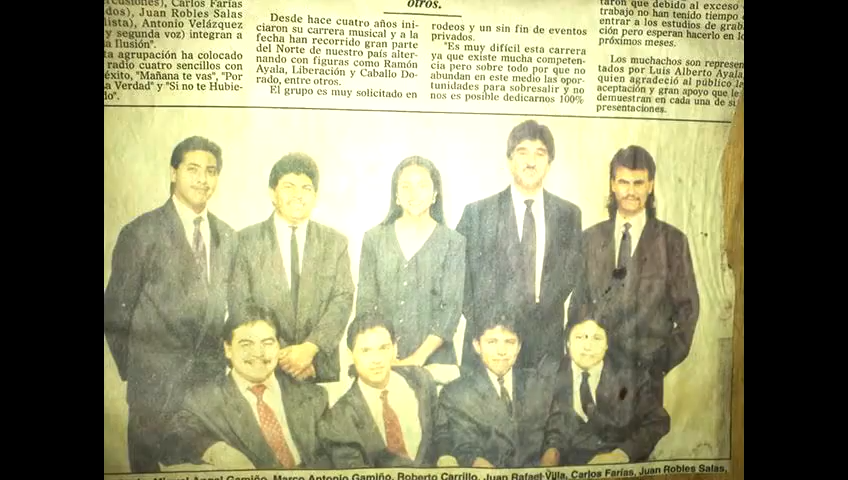 otros.
rcusiones), Carlos Farías
dos), Juan Robles Salas
lista), Antonio Velázquez
y segunda voz) integran a
Ilusión".
ta agrupación ha colocado
radio cuatro sencillos con
éxito, "Mañana te vas", "Por
a Verdad" y "Si no te Hubie-
do".
Desde hace cuatro años ini-
ciaron su carrera musical y a la
fecha han recorrido gran parte
del Norte de nuestro país alter-
nando con figuras como Ramón
Ayala, Liberación y Caballo Do-
rado, entre otros.
El grupo es muy solicitado en
rodeos y un sin fin de eventos
privados.
"Es muy difícil esta carrera
ya que existe mucha competen-
cia pero sobre todo por que no
abundan en este medio las opor-
tunidades para sobresalir y no
nos es posible dedicarnos 100%
taron que debido al exceso
trabajo no han tenido tiempo
entrar a los estudios de graba
ción pero esperan hacerlo en lo
próximos meses.
Los muchachos son represen
tados por Luis Alberto Ayala,
quien agradeció al público la
aceptación y gran apoyo que le
demuestran en cada una de si
presentaciones.
Miguel Angel Gamiño, Marco Antonio Gamiño, Roberto Carrillo, Juan Rafael Villa, Carlos Farías, Juan Robles Salas,